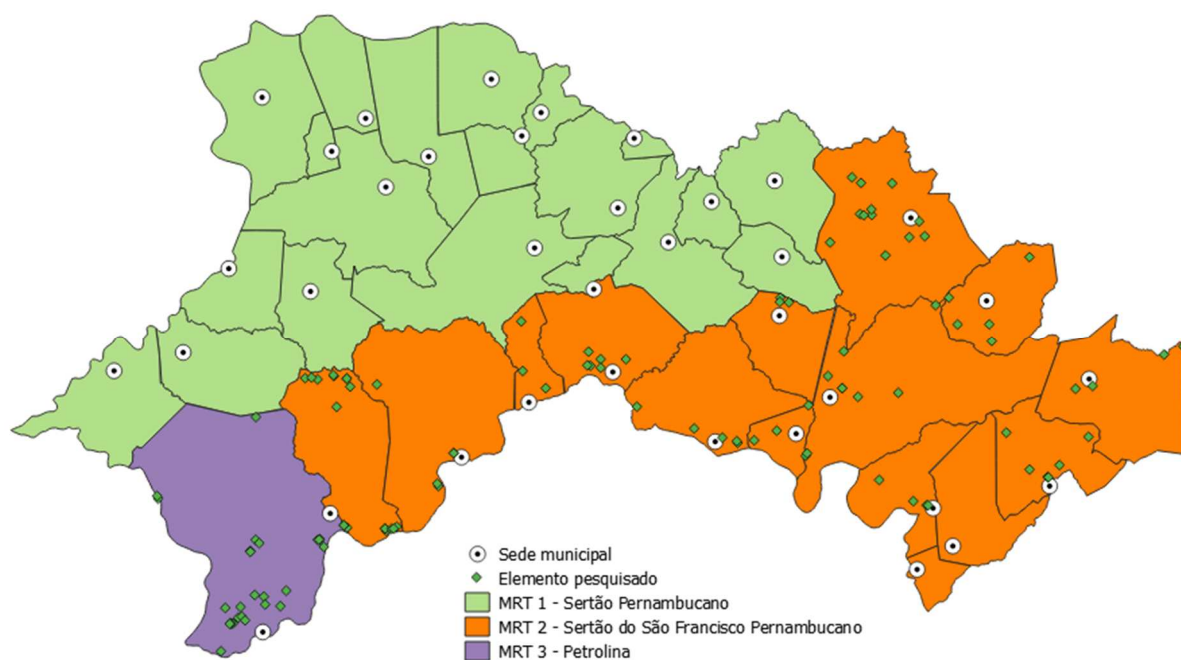 Sede municipal
Elemento pesquisado
MRT 1 - Sertão Pernambucano
MRT 2 - Sertão do São Francisco Pernambucano
MRT 3 - Petrolina